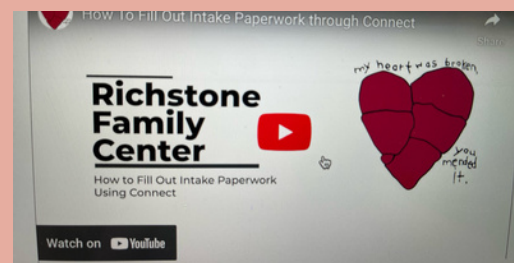 How To Fill Out Intake Paperwork through Connect
Share
my heart was broken,
Richstone
Family
Center
you
mended
It.
How to Fill Out Intake Paperwork
Using Connect
Watch on YouTube